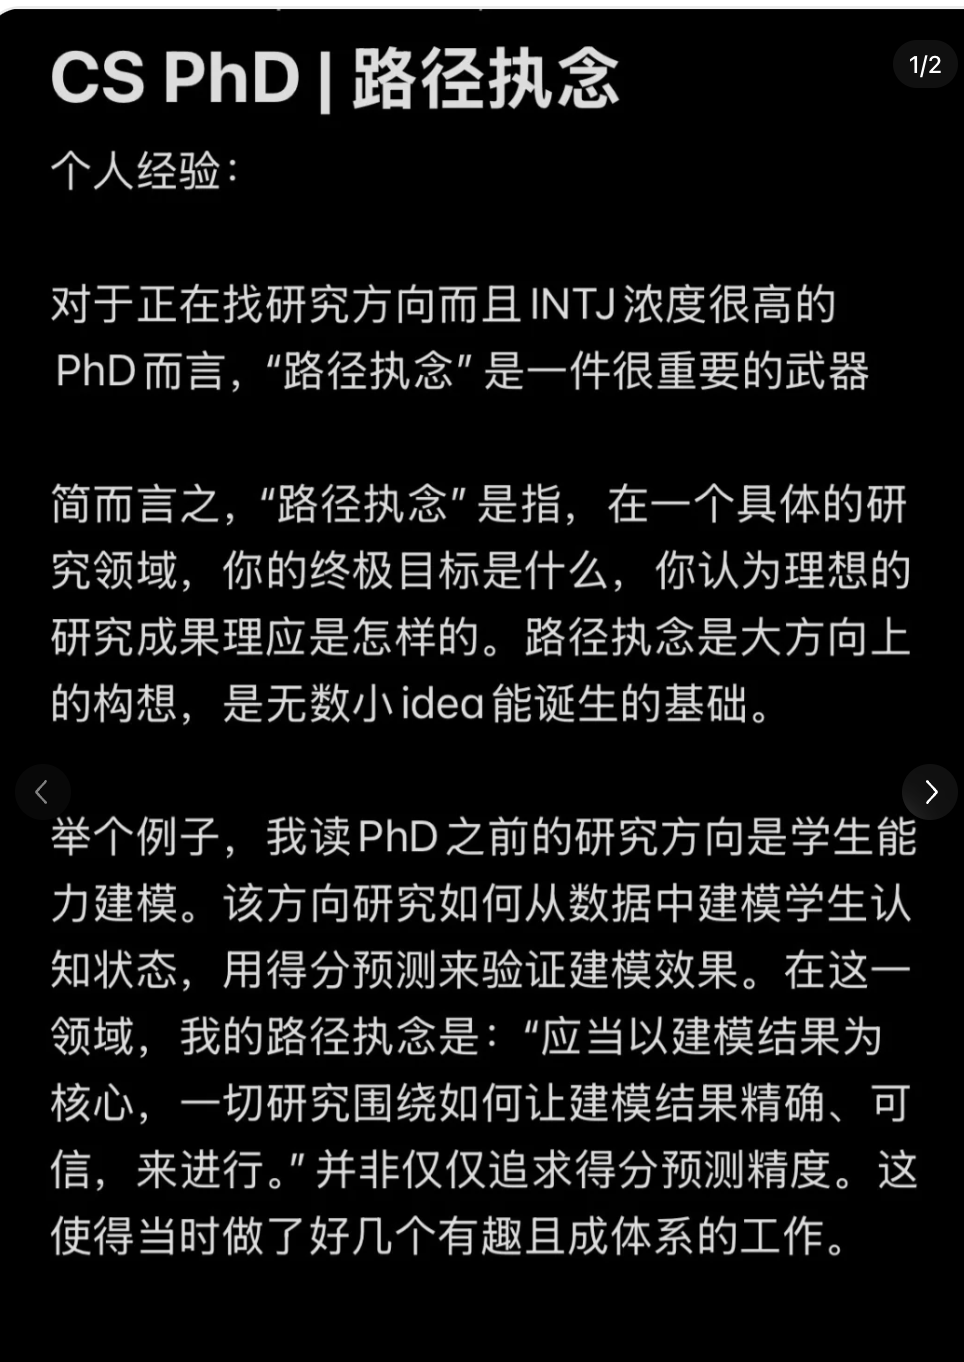 CS PhD | 路径执念
1/2
个人经验：
对于正在找研究方向而且INTJ浓度很高的
PhD而言，“路径执念” 是一件很重要的武器
简而言之，“路径执念” 是指，在一个具体的研
究领域，你的终极目标是什么，你认为理想的
研究成果理应是怎样的。路径执念是大方向上
的构想，是无数小idea能诞生的基础。
举个例子，我读PhD之前的研究方向是学生能
力建模。该方向研究如何从数据中建模学生认
知状态，用得分预测来验证建模效果。在这一
领域，我的路径执念是：“应当以建模结果为
核心，一切研究围绕如何让建模结果精确、可
信，来进行。” 并非仅仅追求得分预测精度。这
使得当时做了好几个有趣且成体系的工作。